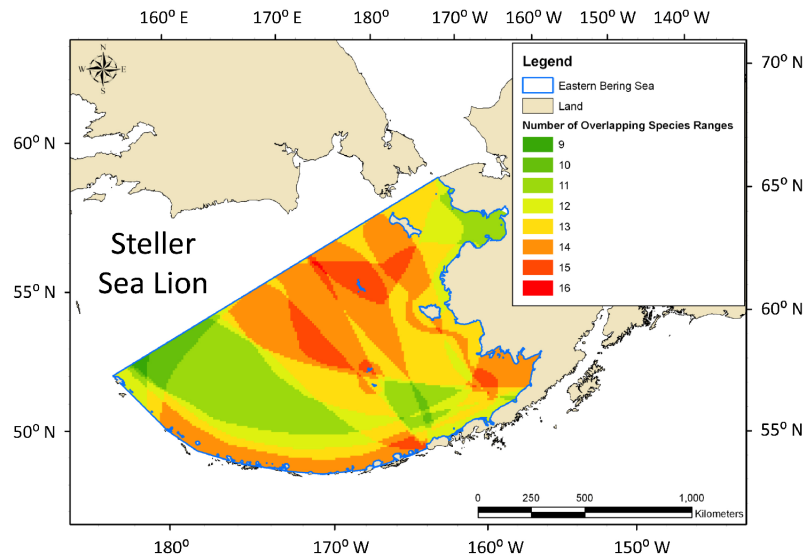 160° E 170° E 180° 170° W 160° W 150° W 140° W
70° N
N
W E
S
Legend
Eastern Bering Sea
Land
Number of Overlapping Species Ranges
9
10
11
12
13
14
15
16
60° N
65° N
Steller
Sea Lion
55° N
60° N
50° N
55° N
0 250 500 1,000
Kilometers
180° 170° W 160° W 150° W